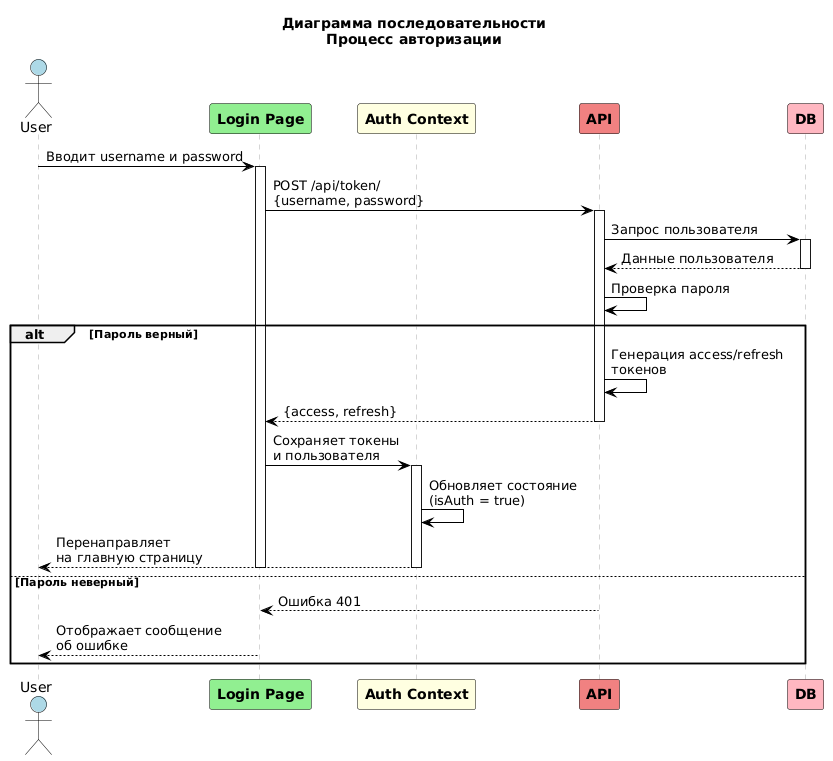 Диаграмма последовательности
Процесс авторизации
User
Login Page
Auth Context
API
DB
Вводит username и password
POST /api/token/
{username, password}
Запрос пользователя
Данные пользователя
Проверка пароля
alt
[Пароль верный]
Генерация access/refresh
токенов
{access, refresh}
Сохраняет токены
и пользователя
Обновляет состояние
(isAuth = true)
Перенаправляет
на главную страницу
[Пароль неверный]
Ошибка 401
Отображает сообщение
об ошибке
User
Login Page
Auth Context
API
DB